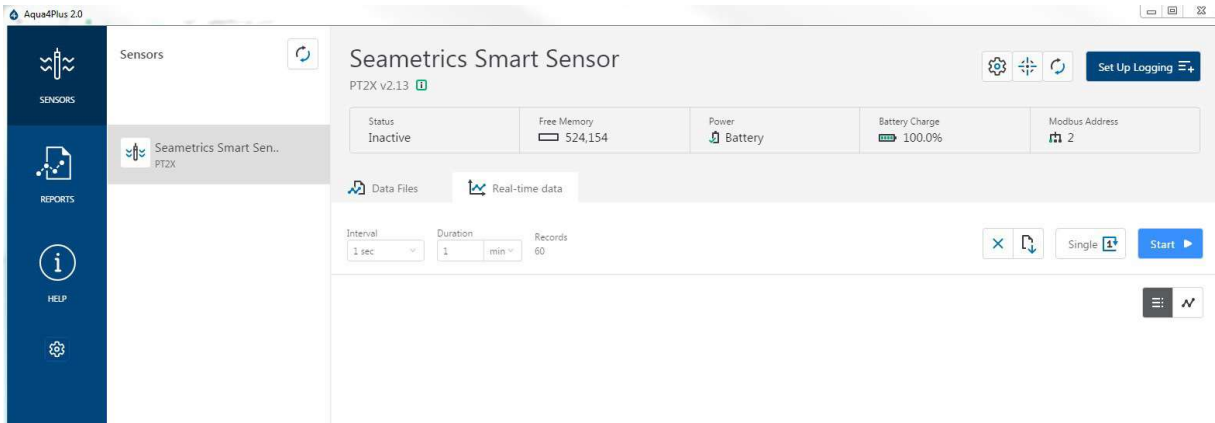 Aqua4Plus 2.0
SENSORS
REPORTS
HELP
Sensors
Seametrics Smart Sen..
PT2X
Seametrics Smart Sensor
PT2X v2.13
Set Up Logging
Status
Inactive
Free Memory
524,154
Power
Battery
Battery Charge
100.0%
Modbus Address
2
Data Files
Real-time data
Interval
1 sec
Duration
1 min
Records
60
Single 1
Start